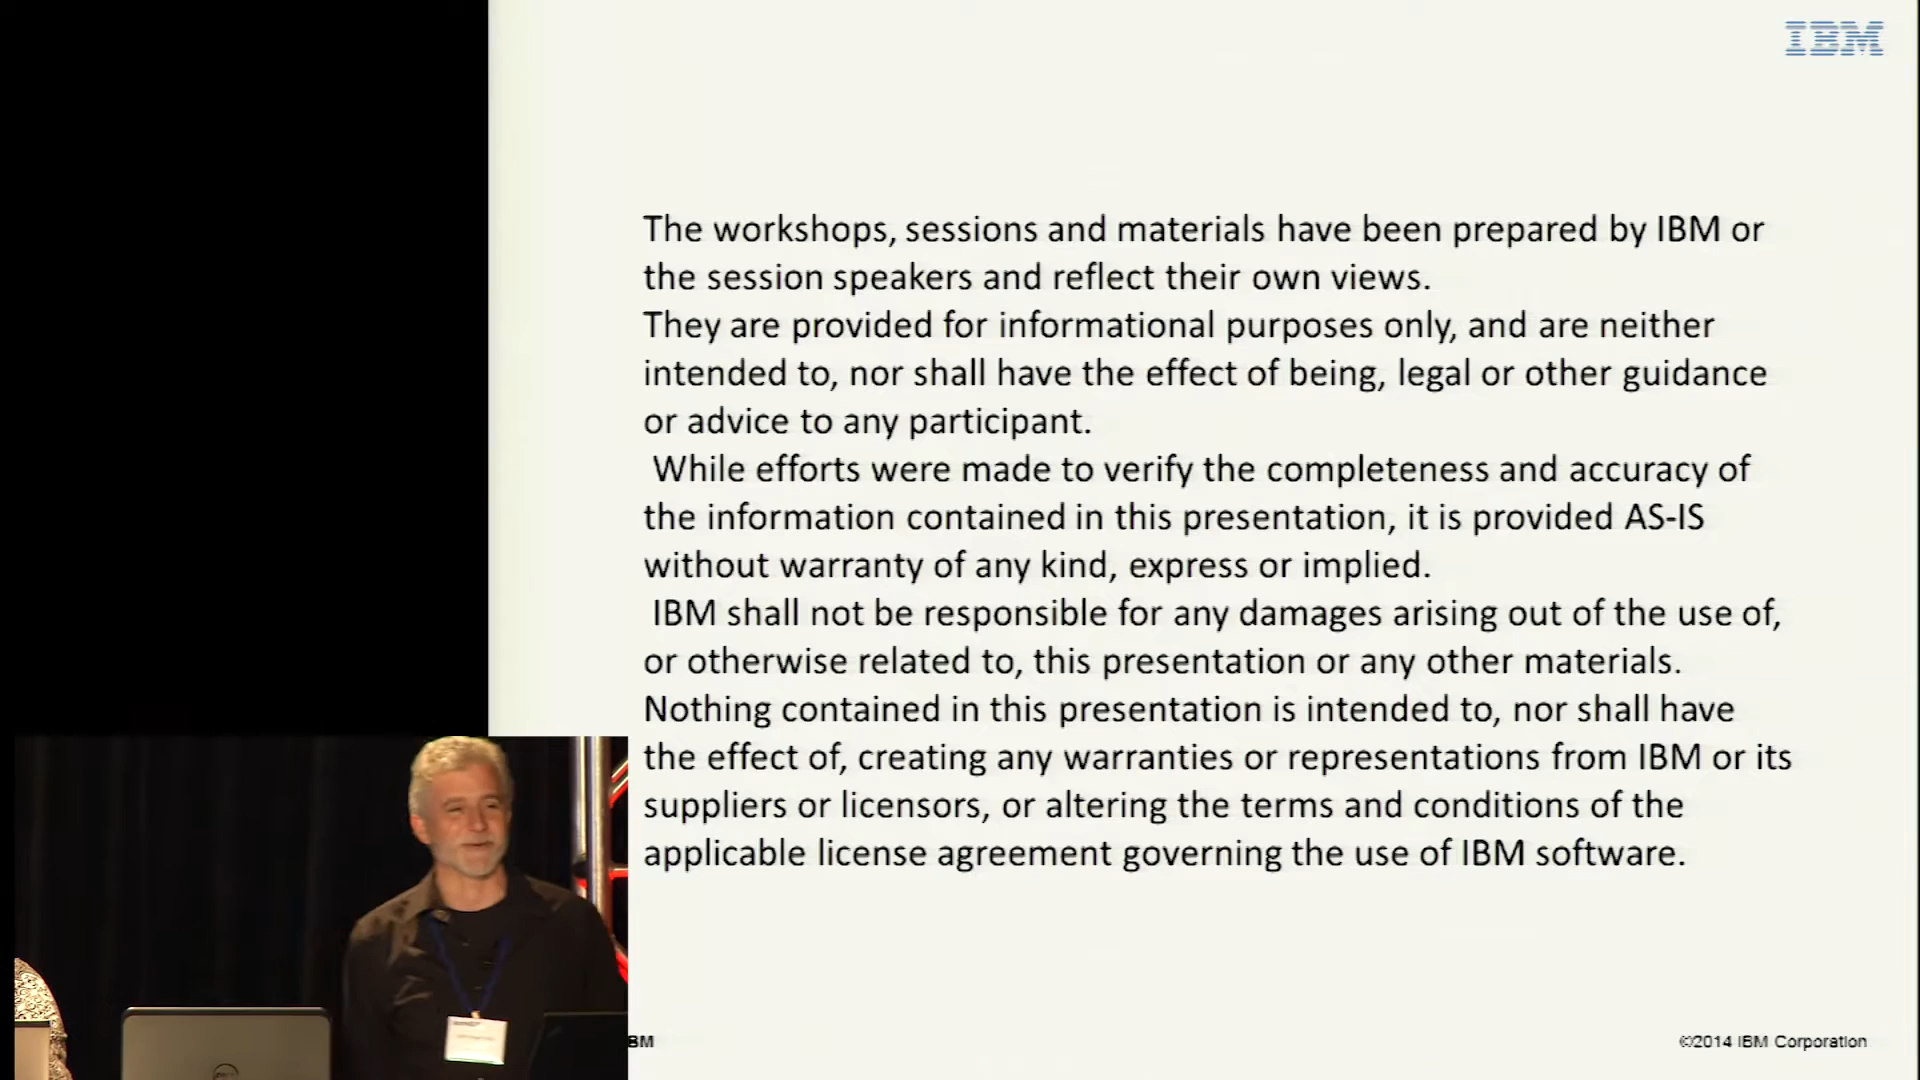 IBM
The workshops, sessions and materials have been prepared by IBM or
the session speakers and reflect their own views.
They are provided for informational purposes only, and are neither
intended to, nor shall have the effect of being, legal or other guidance
or advice to any participant.
While efforts were made to verify the completeness and accuracy of
the information contained in this presentation, it is provided AS-IS
without warranty of any kind, express or implied.
IBM shall not be responsible for any damages arising out of the use of,
or otherwise related to, this presentation or any other materials.
Nothing contained in this presentation is intended to, nor shall have
the effect of, creating any warranties or representations from IBM or its
suppliers or licensors, or altering the terms and conditions of the
applicable license agreement governing the use of IBM software.
BM
©2014 IBM Corporation
DELL